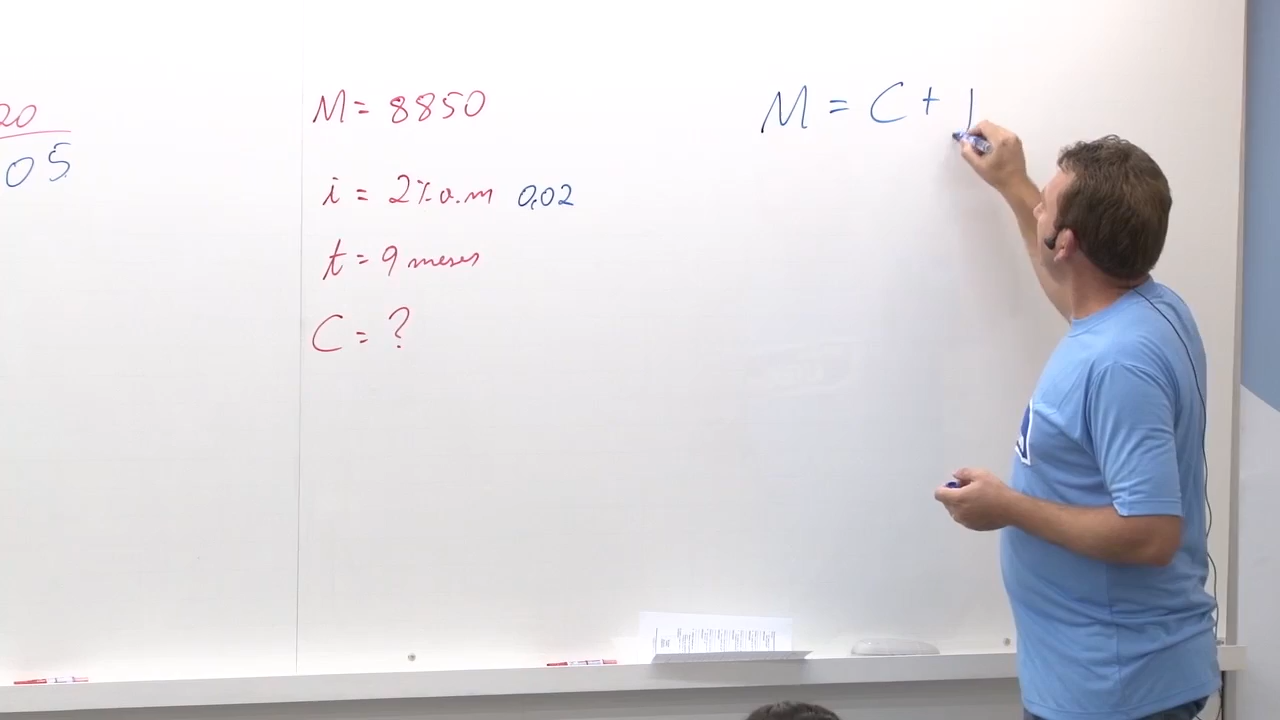 20
05
M = 8850
i = 2% a.m 0,02
t = 9 meses
C = ?
M = C + J